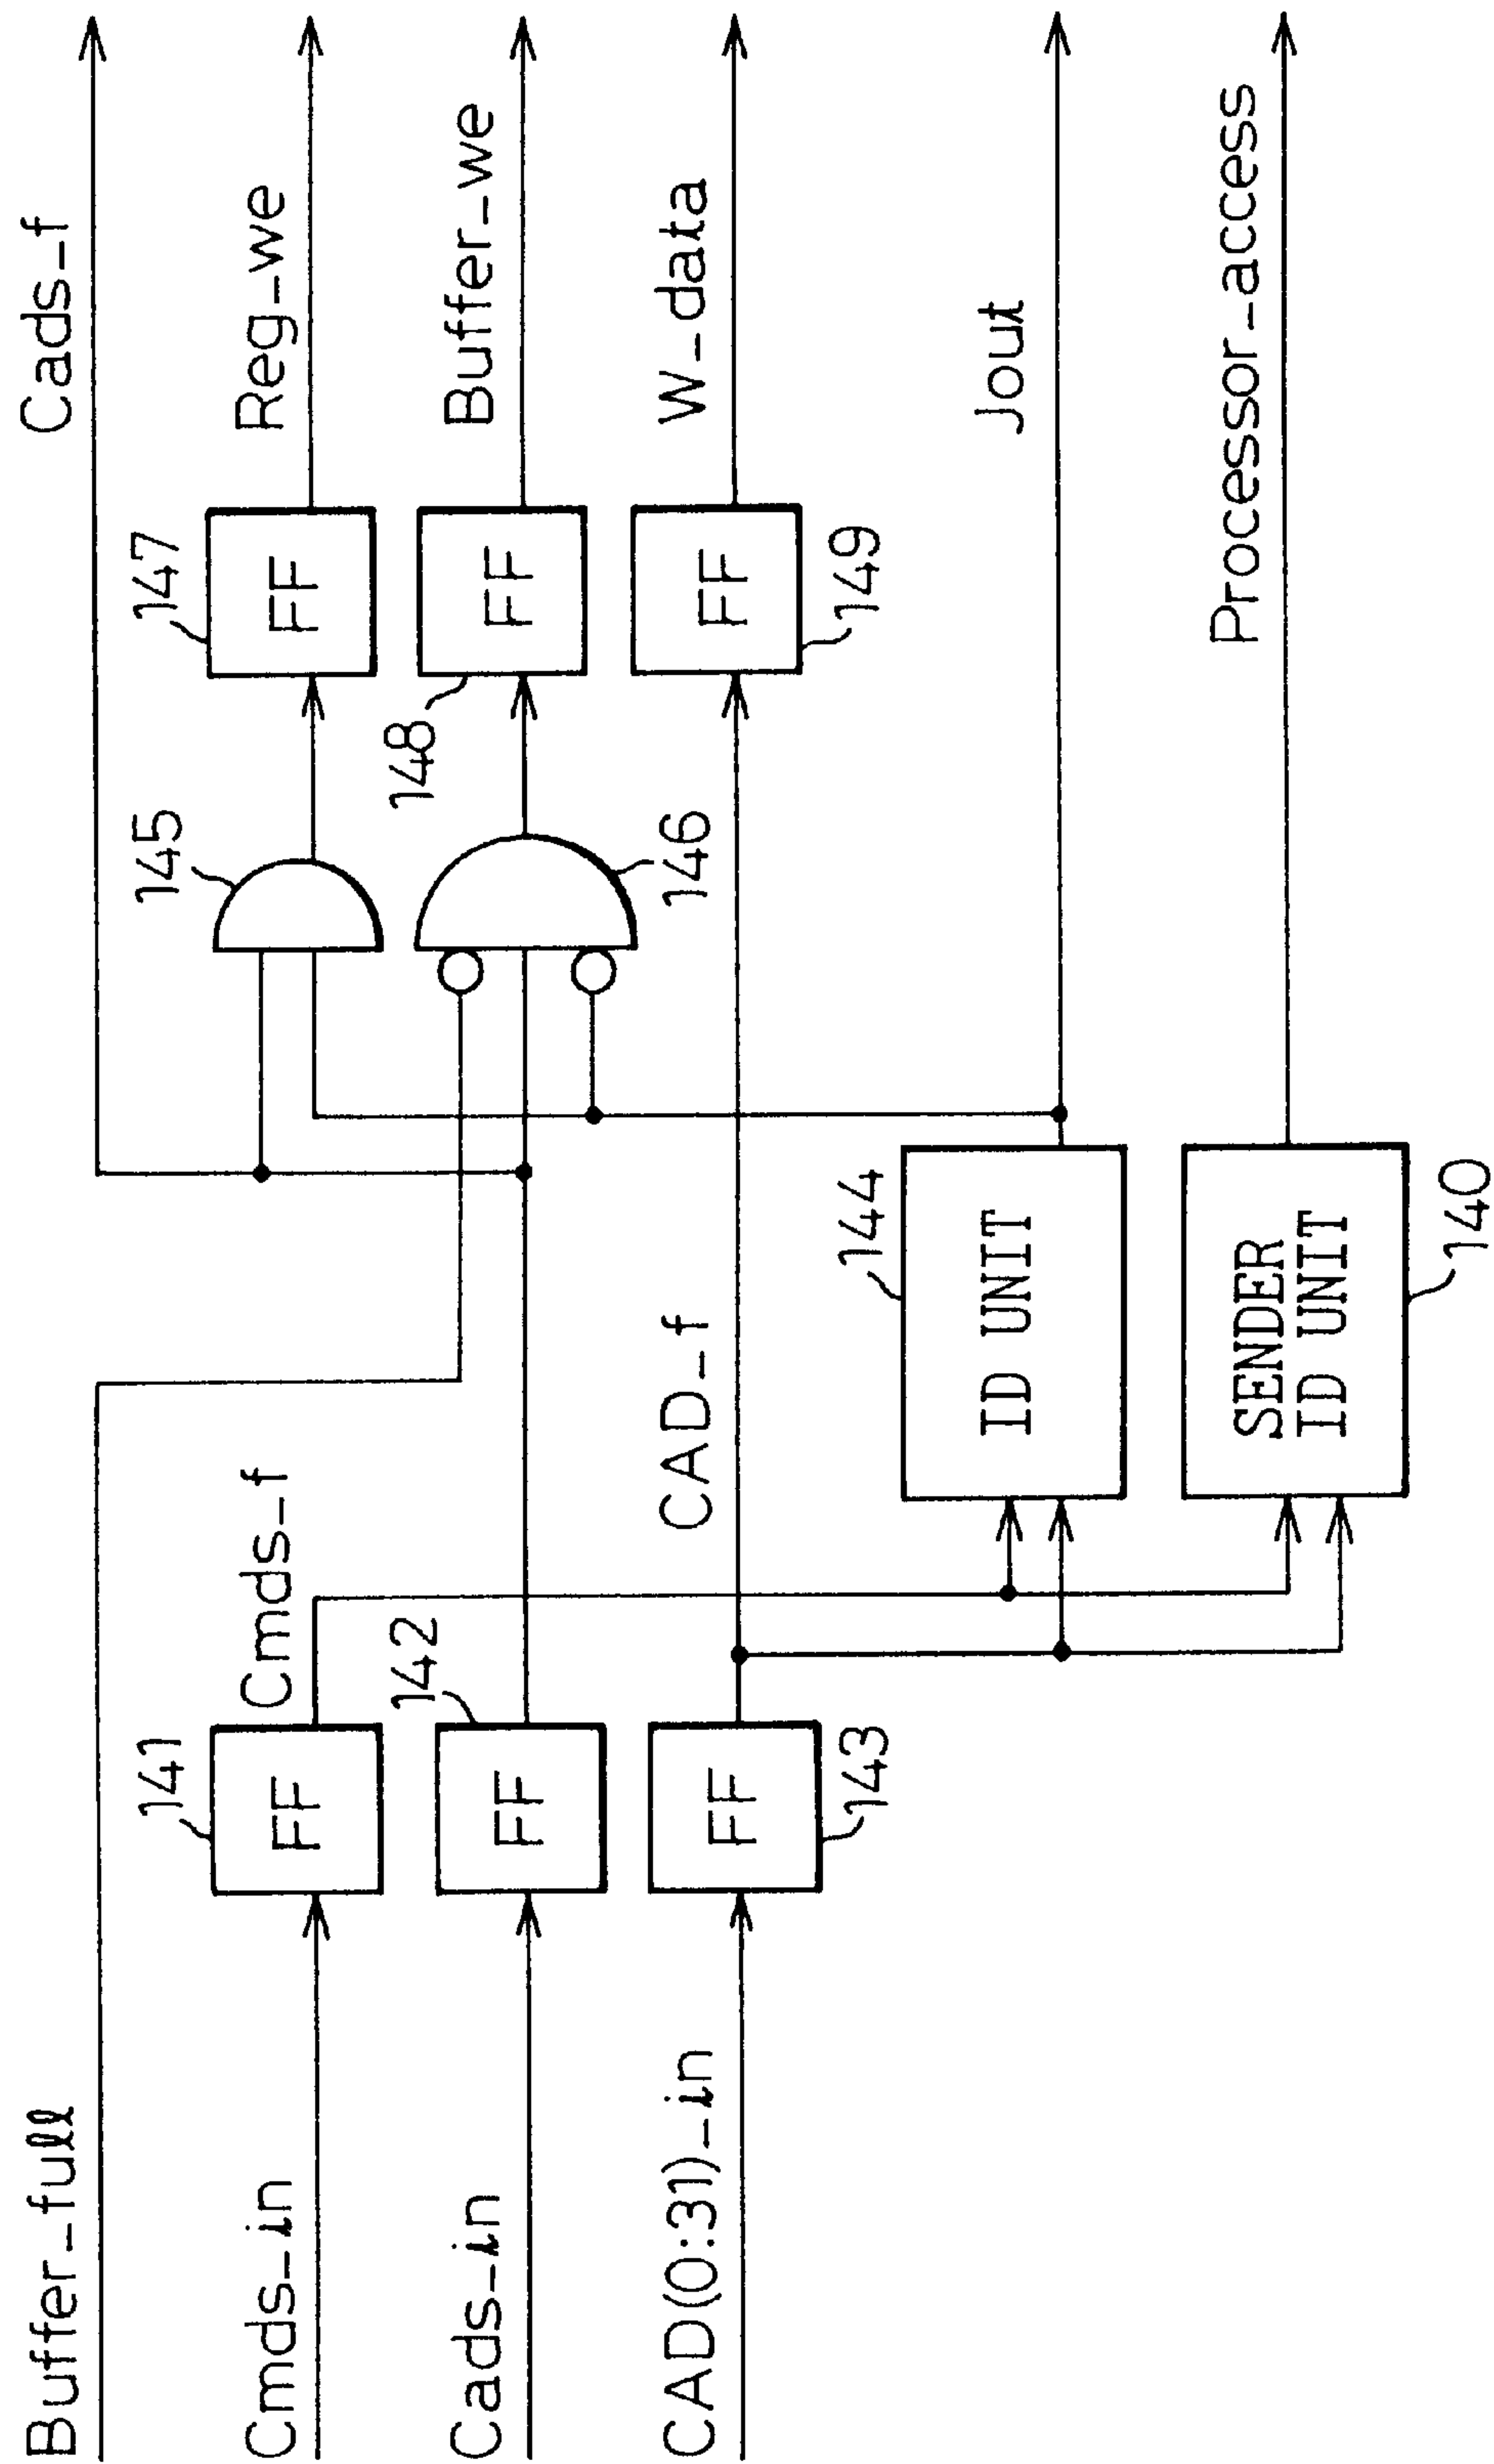 Buffer_full
Cads_f
Cmds_in
141
FF
Cmds_f
145
147
FF
Reg_we
Cads_in
142
FF
148
FF
Buffer_we
146
CAD(0:31)_in
143
FF
CAD_f
149
FF
W_data
144
ID UNIT
Jout
SENDER
ID UNIT
140
Processor_access